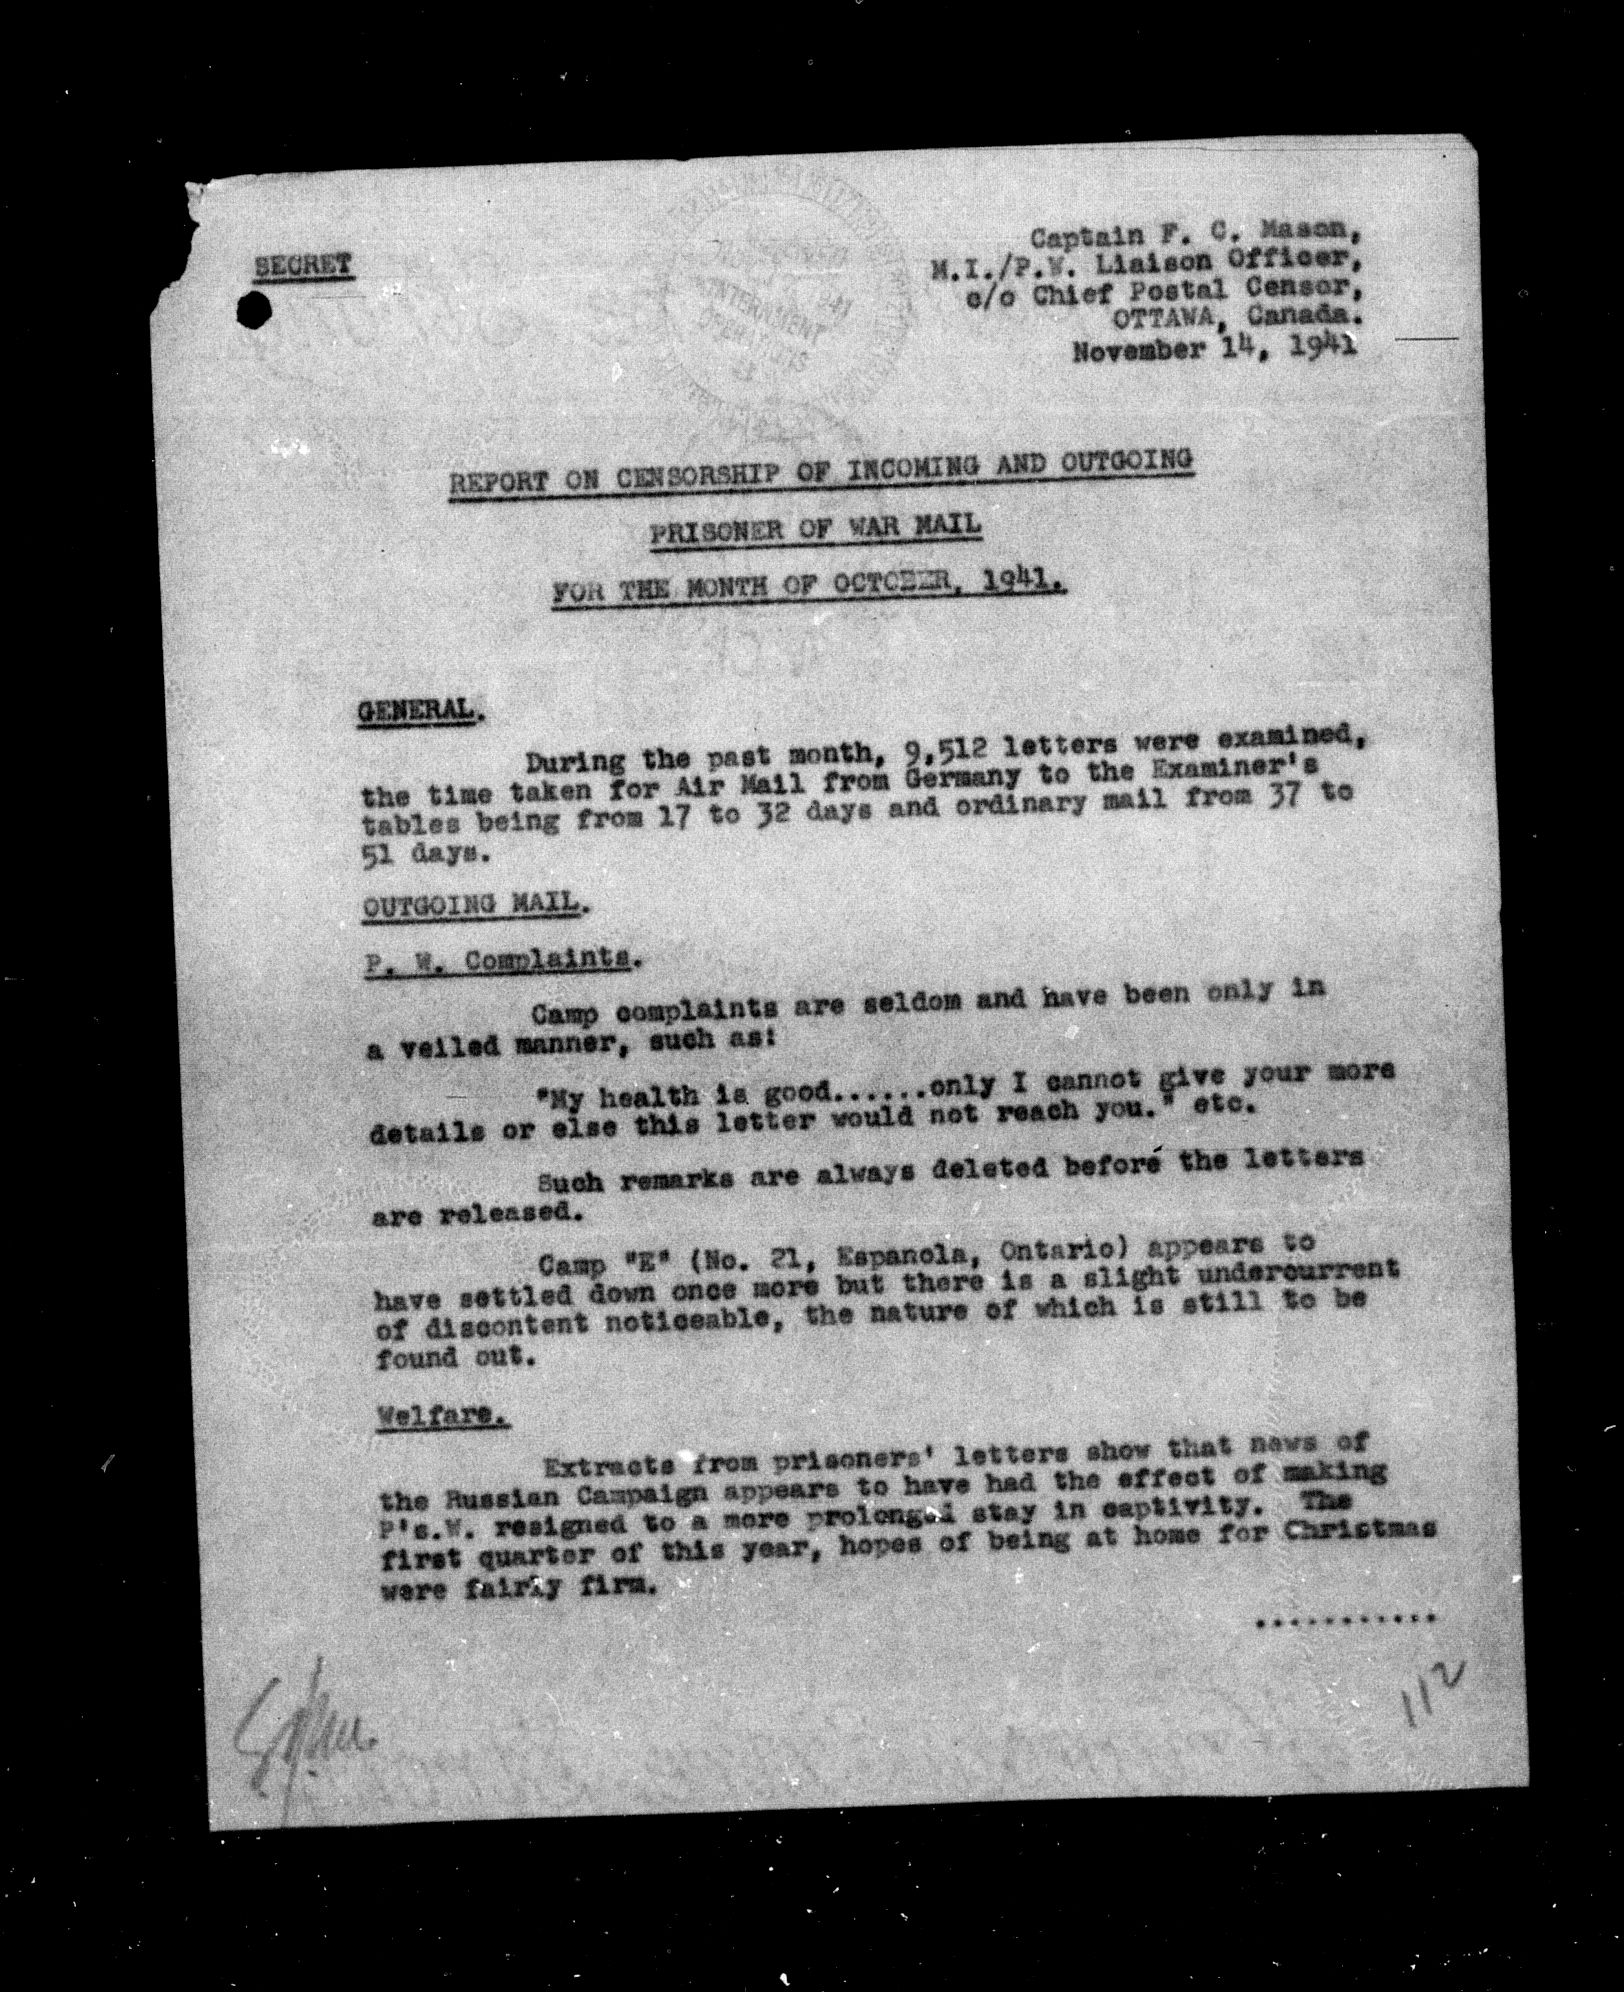 SECRET
Captain F. C. Mason,
M.I./P.W. Liaison Officer,
c/o Chief Postal Censor,
OTTAWA, Canada.
November 14, 1941
INTERNMENT
OPERATIONS
REPORT ON CENSORSHIP OF INCOMING AND OUTGOING
PRISONER OF WAR MAIL
FOR THE MONTH OF OCTOBER, 1941.
GENERAL.
During the past month, 9,512 letters were examined,
the time taken for Air Mail from Germany to the Examiner's
tables being from 17 to 32 days and ordinary mail from 37 to
51 days.
OUTGOING MAIL.
P. W. Complaints.
Camp complaints are seldom and have been only in
a veiled manner, such as:
"My health is good......only I cannot give your more
details or else this letter would not reach you." etc.
Such remarks are always deleted before the letters
are released.
Camp "E" (No. 21, Espanola, Ontario) appears to
have settled down once more but there is a slight undercurrent
of discontent noticeable, the nature of which is still to be
found out.
Welfare.
Extracts from prisoners' letters show that news of
the Russian Campaign appears to have had the effect of making
P's.W. resigned to a more prolonged stay in captivity. The
first quarter of this year, hopes of being at home for Christmas
were fairly firm.
...........
112